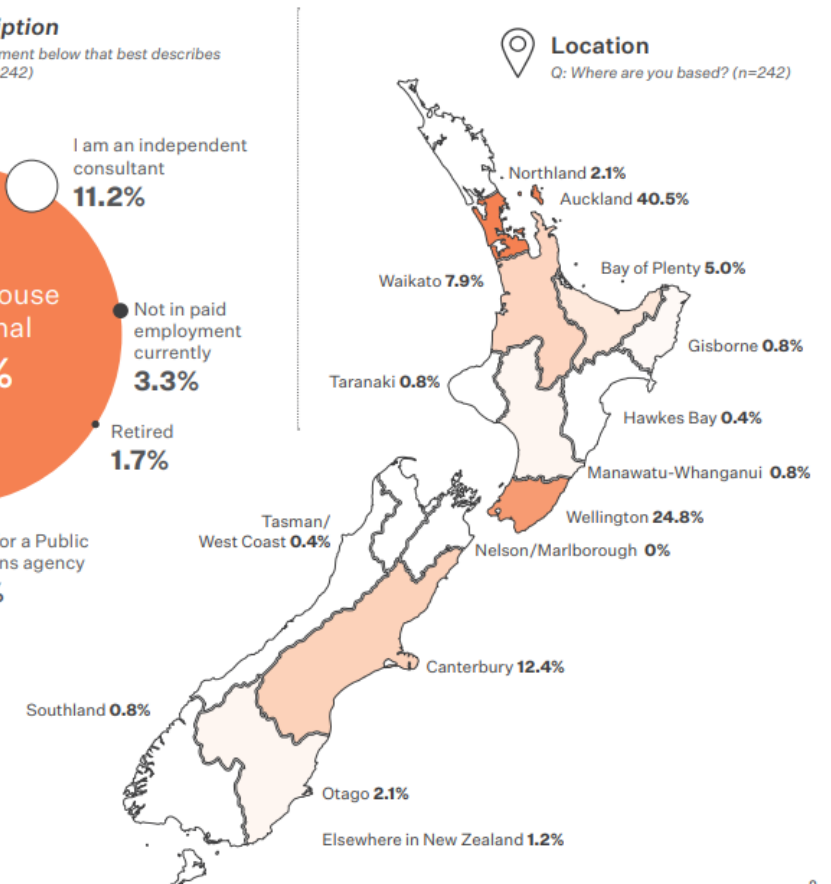 iption
ment below that best describes
242)
I am an independent
consultant
11.2%
ouse
nal
%
Not in paid
employment
currently
3.3%
Retired
1.7%
or a Public
ns agency
%
Location
Q: Where are you based? (n=242)
Northland 2.1%
Auckland 40.5%
Waikato 7.9%
Bay of Plenty 5.0%
Gisborne 0.8%
Taranaki 0.8%
Hawkes Bay 0.4%
Manawatu-Whanganui 0.8%
Wellington 24.8%
Tasman/
West Coast 0.4%
Nelson/Marlborough 0%
Canterbury 12.4%
Southland 0.8%
Otago 2.1%
Elsewhere in New Zealand 1.2%